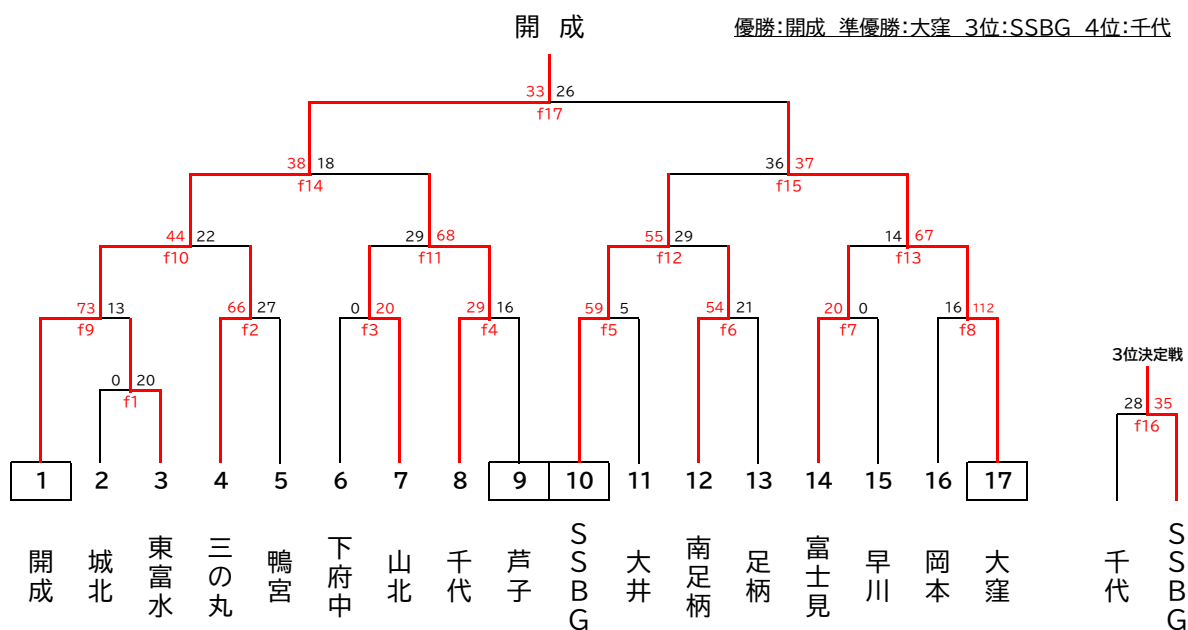 開 成
優勝：開成 準優勝：大窪 3位：SSBG 4位：千代
33 26
f17
38 18
f14
36 37
f15
44 22
f10
29 68
f11
55 29
f12
14 67
f13
73 13
f9
66 27
f2
0 20
f3
29 16
f4
59 5
f5
54 21
f6
20 0
f7
16 112
f8
0 20
f1
3位決定戦
28 35
f16
1 2 3 4 5 6 7 8 9 10 11 12 13 14 15 16 17
開成
城北
東富水
三の丸
鴨宮
下府中
山北
千代
芦子
SSBG
大井
南足柄
足柄
富士見
早川
岡本
大窪
千代
SSBG